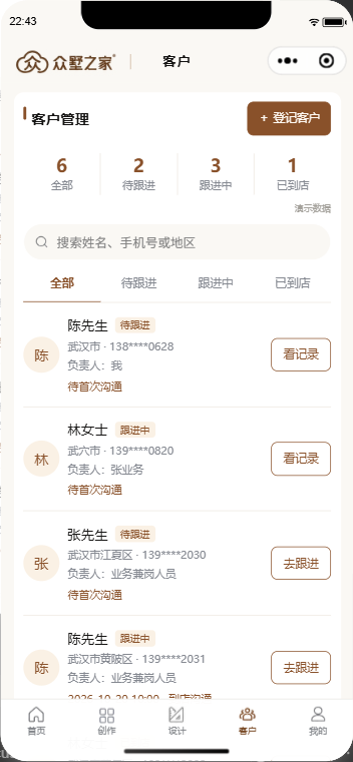 22:43
众墅之家
客户
客户管理
+ 登记客户
6
2
3
1
全部
待跟进
跟进中
已到店
演示数据
搜索姓名、手机号或地区
全部
待跟进
跟进中
已到店
陈先生 待跟进
陈
武汉市 · 138****0628
看记录
负责人：我
待首次沟通
林女士 跟进中
林
武穴市 · 139****0820
看记录
负责人：张业务
待首次沟通
张先生 待跟进
张
武汉市江夏区 · 139****2030
去跟进
负责人：业务兼岗人员
待首次沟通
陈先生 跟进中
陈
武汉市黄陂区 · 139****2031
去跟进
负责人：业务兼岗人员
首页
创作
设计
客户
我的